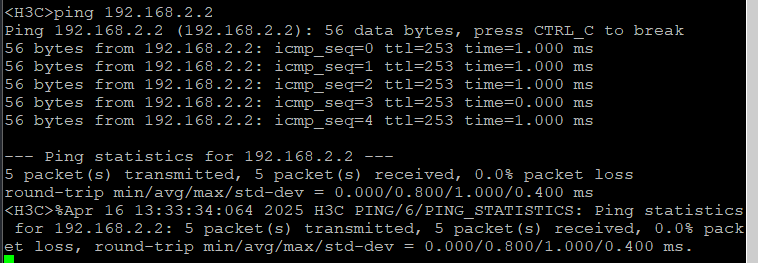 <H3C>ping 192.168.2.2
Ping 192.168.2.2 (192.168.2.2): 56 data bytes, press CTRL_C to break
56 bytes from 192.168.2.2: icmp_seq=0 ttl=253 time=1.000 ms
56 bytes from 192.168.2.2: icmp_seq=1 ttl=253 time=1.000 ms
56 bytes from 192.168.2.2: icmp_seq=2 ttl=253 time=1.000 ms
56 bytes from 192.168.2.2: icmp_seq=3 ttl=253 time=0.000 ms
56 bytes from 192.168.2.2: icmp_seq=4 ttl=253 time=1.000 ms

--- Ping statistics for 192.168.2.2 ---
5 packet(s) transmitted, 5 packet(s) received, 0.0% packet loss
round-trip min/avg/max/std-dev = 0.000/0.800/1.000/0.400 ms
<H3C>%Apr 16 13:33:34:064 2025 H3C PING/6/PING_STATISTICS: Ping statistics
 for 192.168.2.2: 5 packet(s) transmitted, 5 packet(s) received, 0.0% pack
et loss, round-trip min/avg/max/std-dev = 0.000/0.800/1.000/0.400 ms.